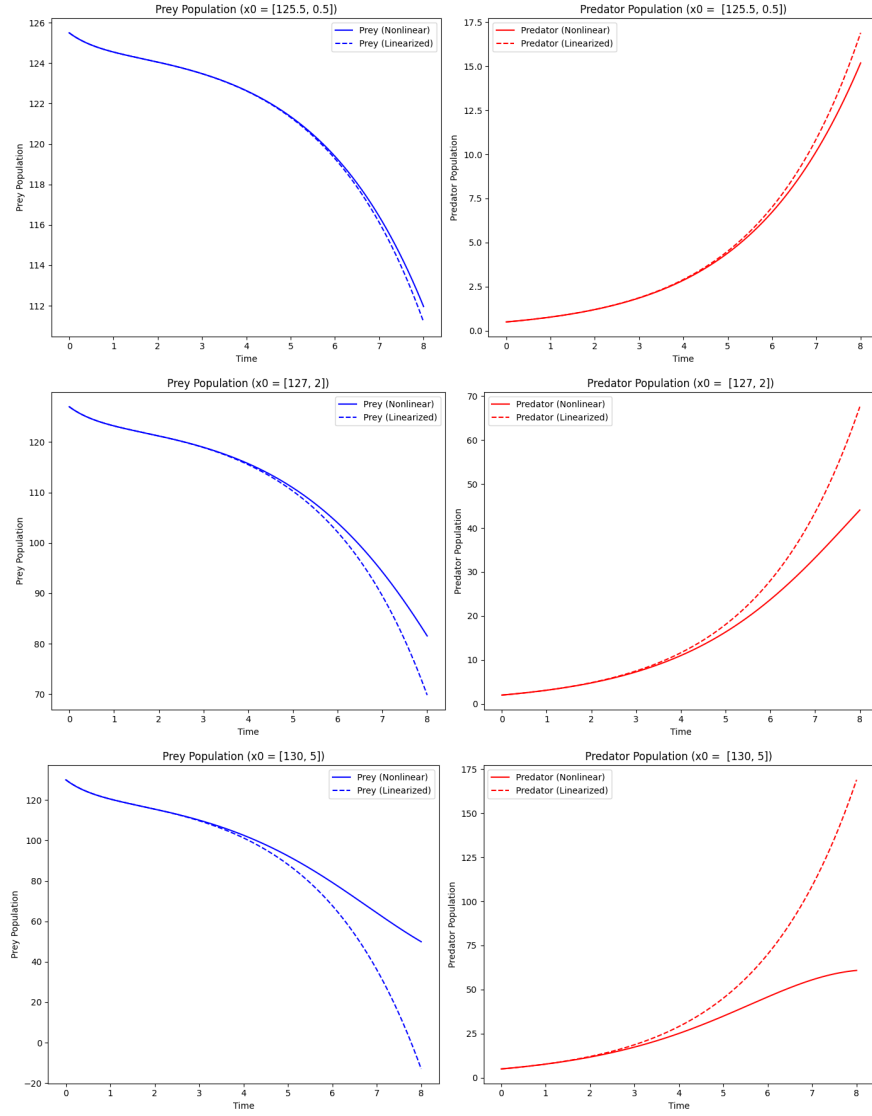 Prey Population (x0 = [125.5, 0.5])
Prey (Nonlinear)
Prey (Linearized)
126
124
122
120
118
116
114
112
Prey Population
0 1 2 3 4 5 6 7 8
Time
Predator Population (x0 =  [125.5, 0.5])
Predator (Nonlinear)
Predator (Linearized)
17.5
15.0
12.5
10.0
7.5
5.0
2.5
0.0
Predator Population
0 1 2 3 4 5 6 7 8
Time
Prey Population (x0 = [127, 2])
Prey (Nonlinear)
Prey (Linearized)
120
110
100
90
80
70
Prey Population
0 1 2 3 4 5 6 7 8
Time
Predator Population (x0 =  [127, 2])
Predator (Nonlinear)
Predator (Linearized)
70
60
50
40
30
20
10
0
Predator Population
0 1 2 3 4 5 6 7 8
Time
Prey Population (x0 = [130, 5])
Prey (Nonlinear)
Prey (Linearized)
120
100
80
60
40
20
0
−20
Prey Population
0 1 2 3 4 5 6 7 8
Time
Predator Population (x0 =  [130, 5])
Predator (Nonlinear)
Predator (Linearized)
175
150
125
100
75
50
25
0
Predator Population
0 1 2 3 4 5 6 7 8
Time